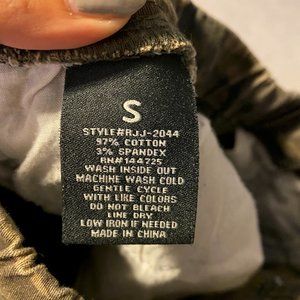 S
STYLE#RJJ-2044
97% COTTON
3% SPANDEX
RN#144725
WASH INSIDE OUT
MACHINE WASH COLD
GENTLE CYCLE
WITH LIKE COLORS
DO NOT BLEACH
LINE DRY
LOW IRON IF NEEDED
MADE IN CHINA